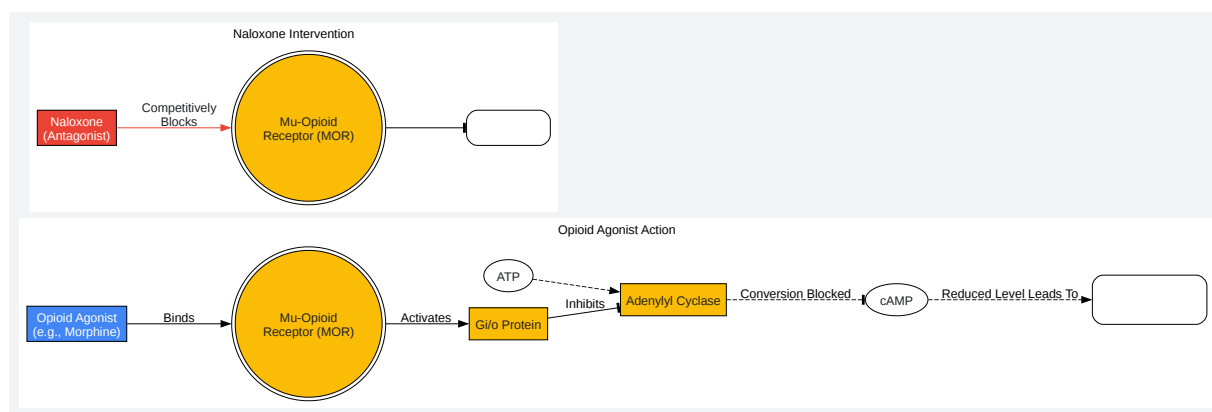 Naloxone Intervention
Naloxone
(Antagonist)
Competitively
Blocks
Mu-Opioid
Receptor (MOR)
Opioid Agonist Action
Opioid Agonist
(e.g., Morphine)
Binds
Mu-Opioid
Receptor (MOR)
Activates
Gi/o Protein
ATP
Inhibits
Adenylyl Cyclase
Conversion Blocked
cAMP
Reduced Level Leads To